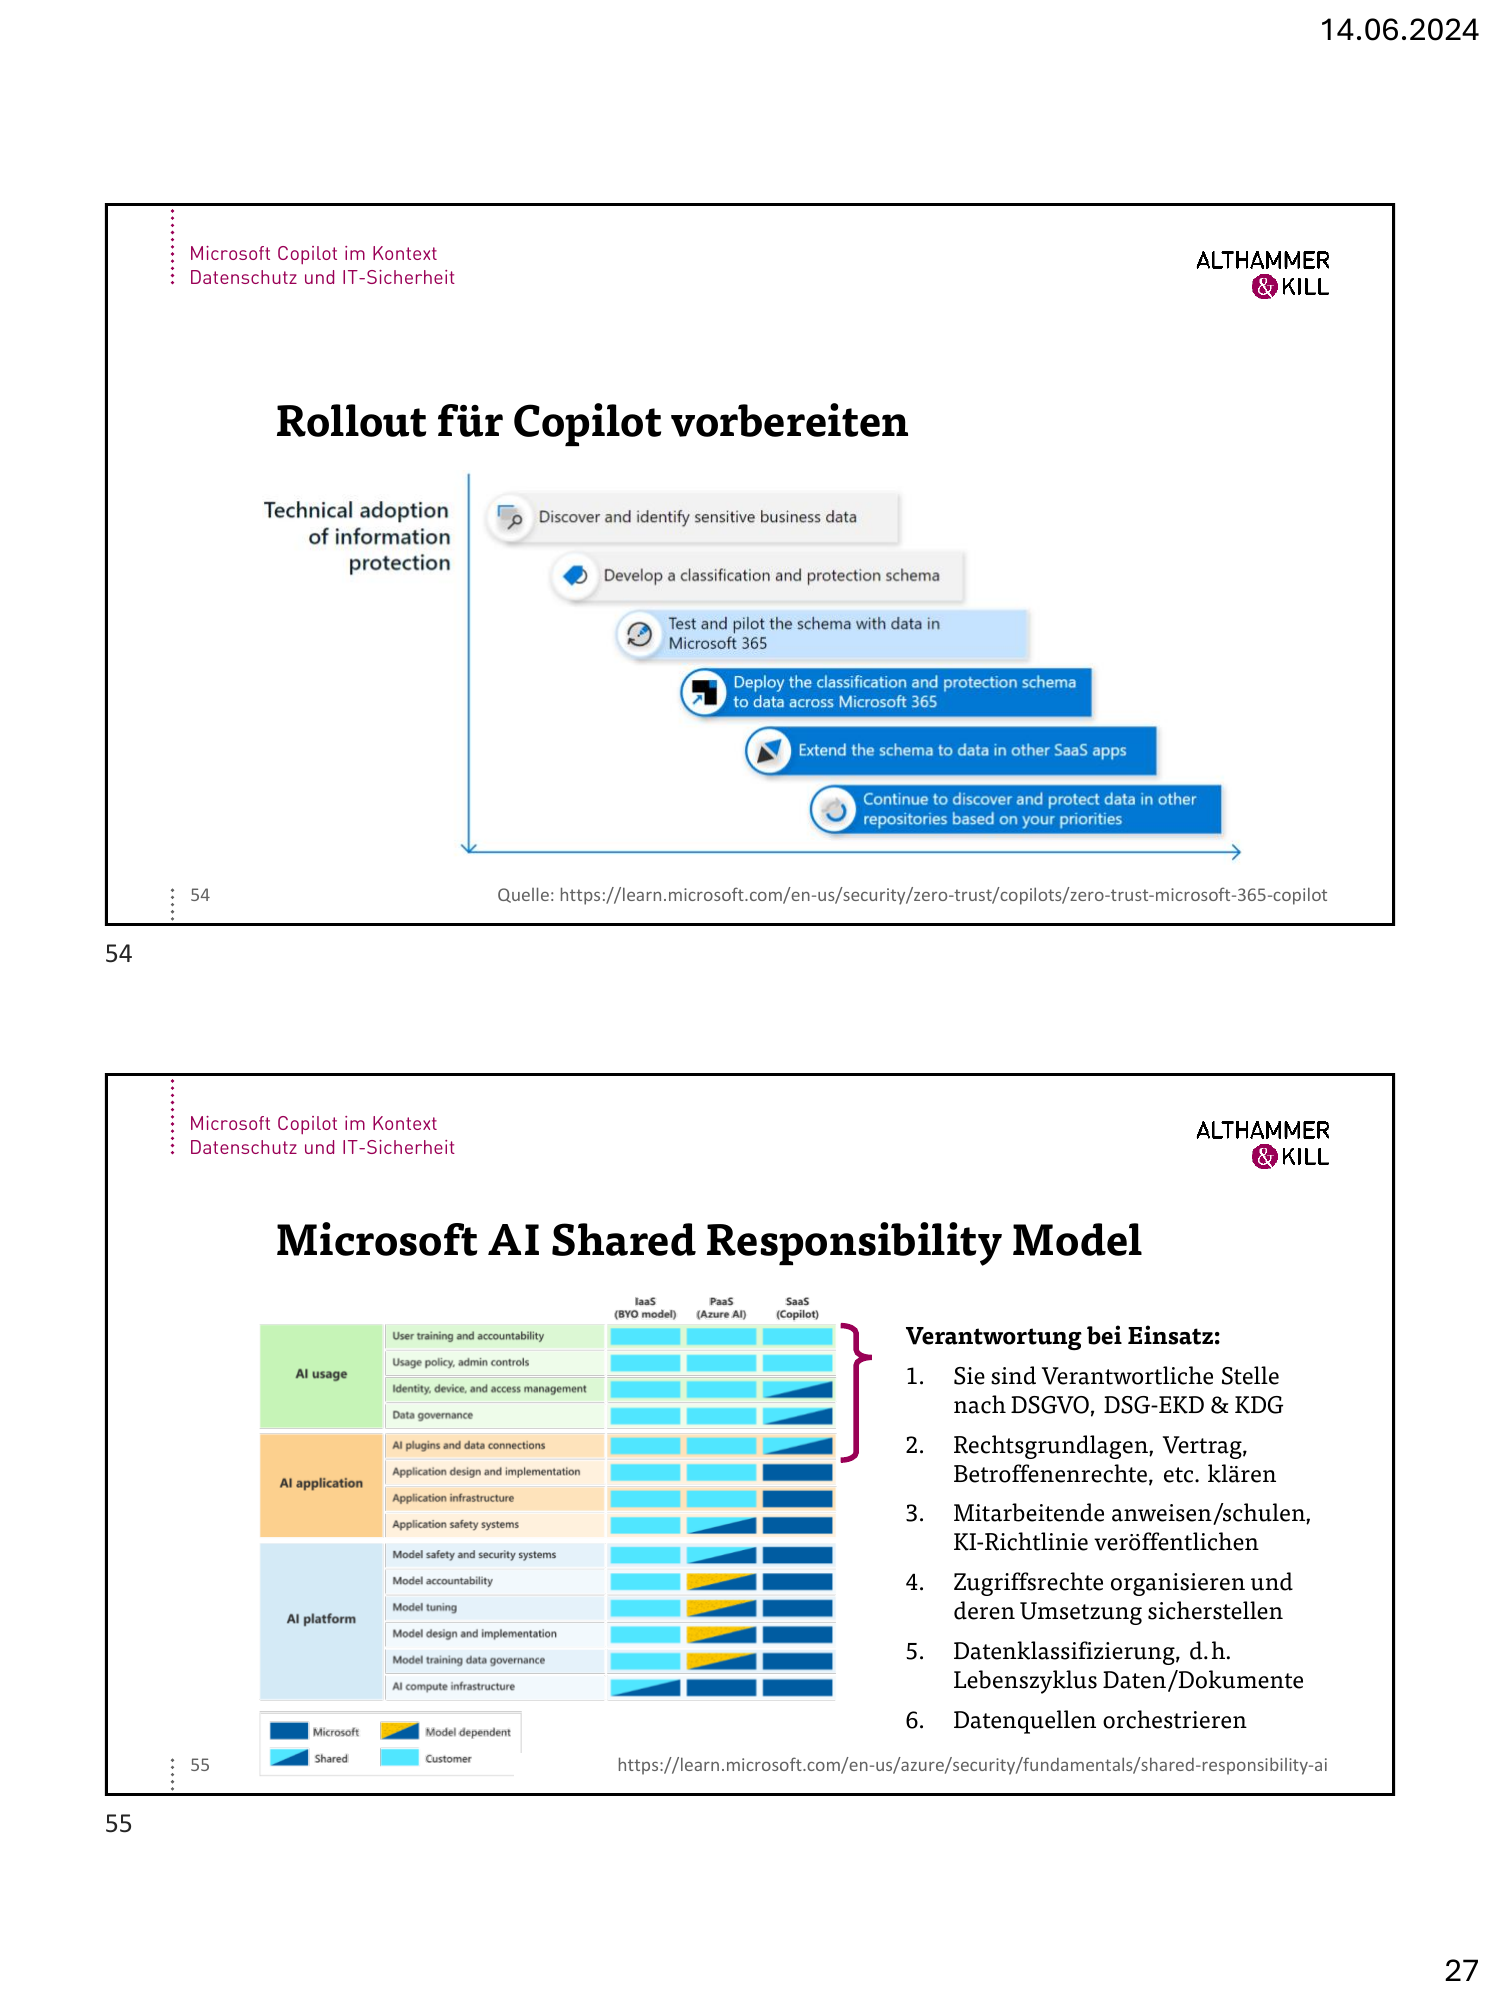 14.06.2024
Microsoft Copilot im Kontext
Datenschutz und IT-Sicherheit
ALTHAMMER
& KILL
Rollout für Copilot vorbereiten
Technical adoption
of information
protection
Discover and identify sensitive business data
Develop a classification and protection schema
Test and pilot the schema with data in
Microsoft 365
Deploy the classification and protection schema
to data across Microsoft 365
Extend the schema to data in other SaaS apps
Continue to discover and protect data in other
repositories based on your priorities
54
Quelle: https://learn.microsoft.com/en-us/security/zero-trust/copilots/zero-trust-microsoft-365-copilot
54
Microsoft Copilot im Kontext
Datenschutz und IT-Sicherheit
ALTHAMMER
& KILL
Microsoft AI Shared Responsibility Model
IaaS
(BYO model)
PaaS
(Azure AI)
SaaS
(Copilot)
AI usage
User training and accountability
Usage policy, admin controls
Identity, device, and access management
Data governance
AI application
AI plugins and data connections
Application design and implementation
Application infrastructure
Application safety systems
AI platform
Model safety and security systems
Model accountability
Model tuning
Model design and implementation
Model training data governance
AI compute infrastructure
Microsoft
Model dependent
Shared
Customer
Verantwortung bei Einsatz:
1. Sie sind Verantwortliche Stelle
nach DSGVO, DSG-EKD & KDG
2. Rechtsgrundlagen, Vertrag,
Betroffenenrechte, etc. klären
3. Mitarbeitende anweisen/schulen,
KI-Richtlinie veröffentlichen
4. Zugriffsrechte organisieren und
deren Umsetzung sicherstellen
5. Datenklassifizierung, d.h.
Lebenszyklus Daten/Dokumente
6. Datenquellen orchestrieren
55
https://learn.microsoft.com/en-us/azure/security/fundamentals/shared-responsibility-ai
55
27